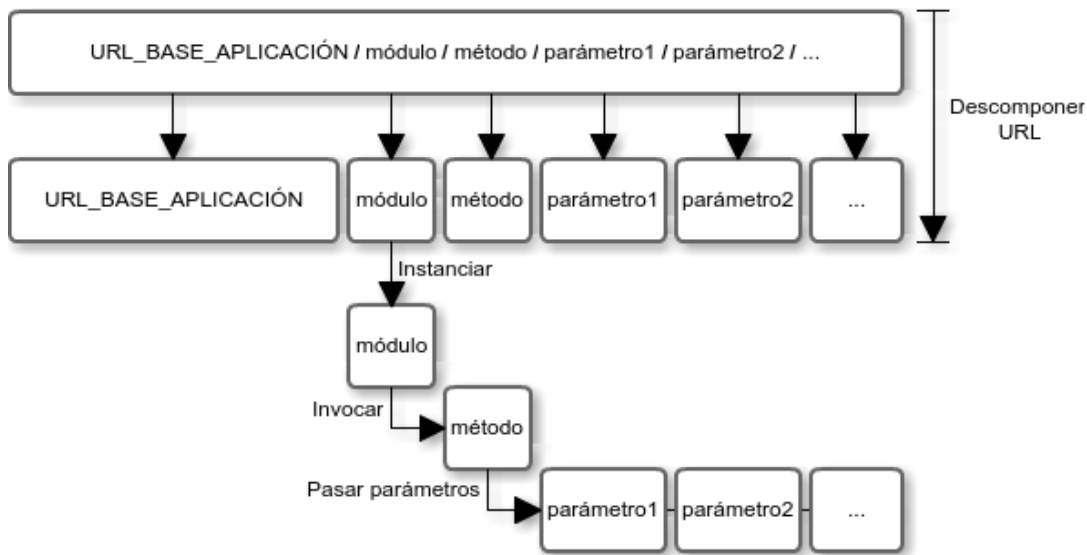 URL_BASE_APLICACIÓN / módulo / método / parámetro1 / parámetro2 / ...
Descomponer
URL
URL_BASE_APLICACIÓN
módulo
método
parámetro1
parámetro2
...
Instanciar
módulo
Invocar
método
Pasar parámetros
parámetro1
parámetro2
...